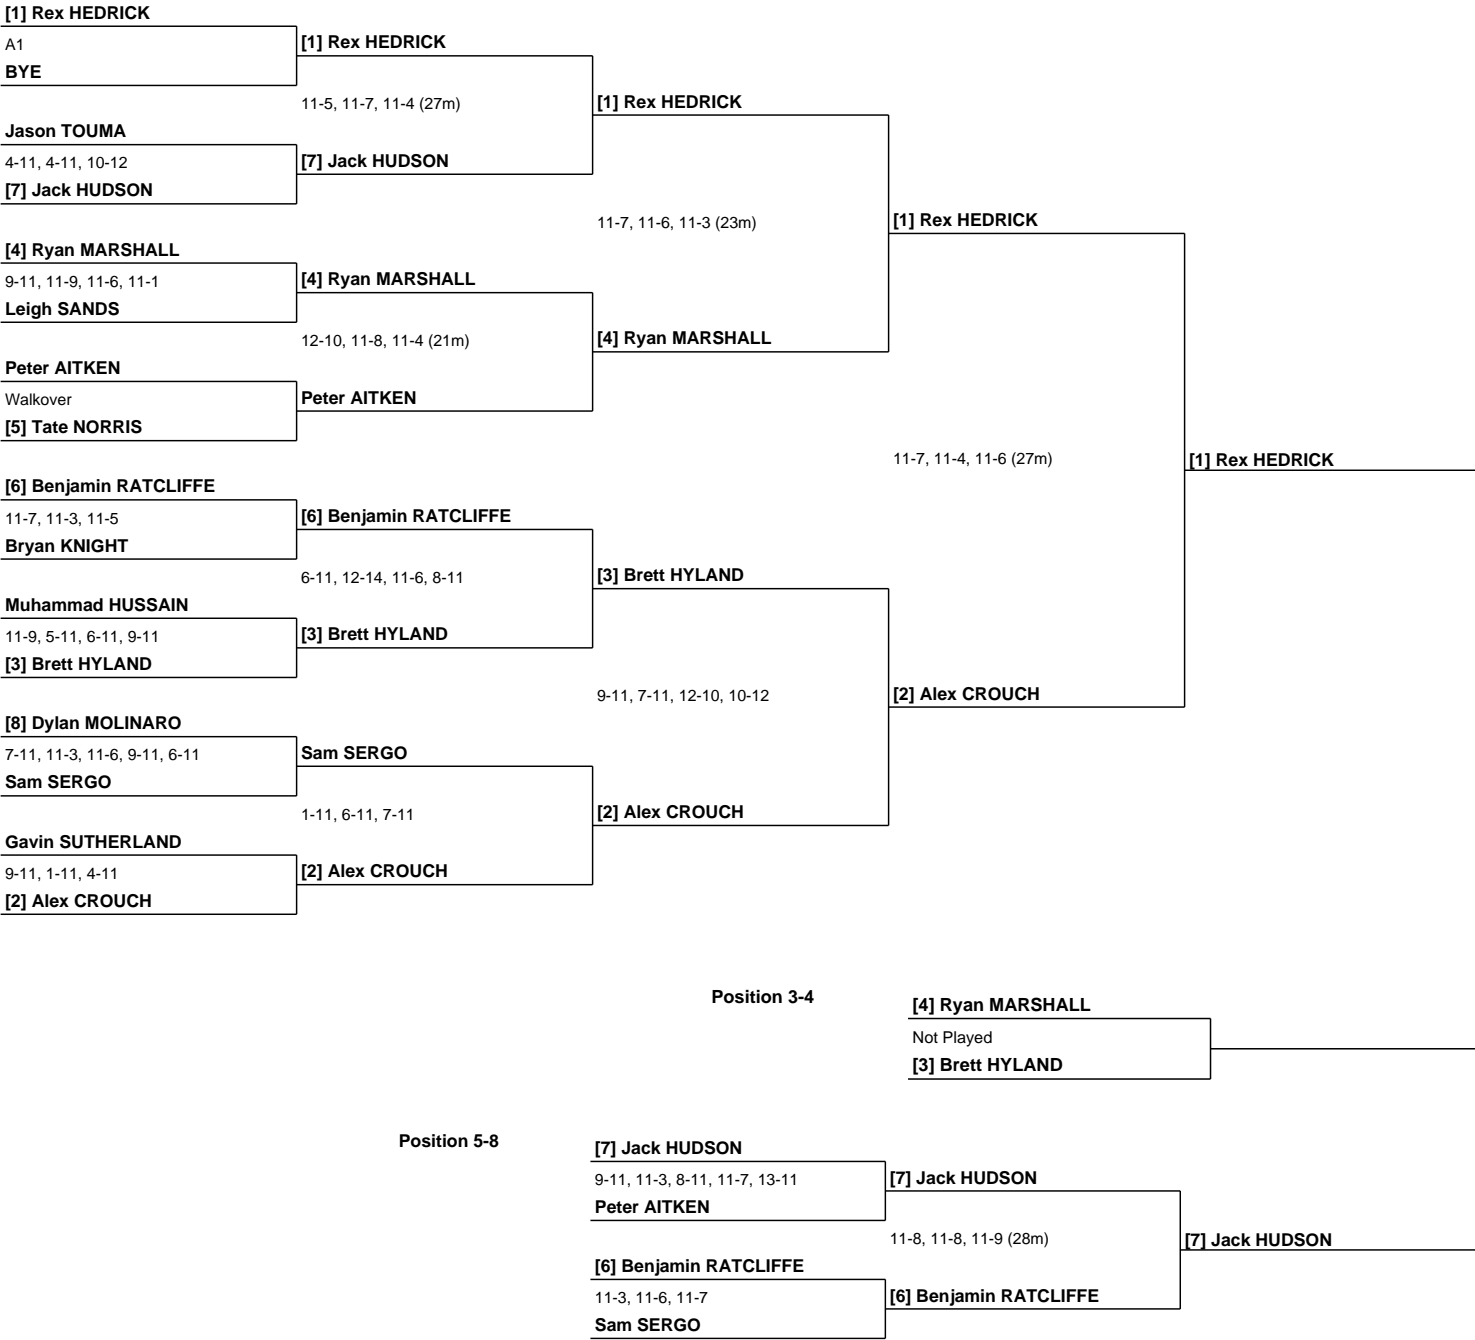 [1] Rex HEDRICK
A1
[1] Rex HEDRICK
BYE
11-5, 11-7, 11-4 (27m)
[1] Rex HEDRICK
Jason TOUMA
4-11, 4-11, 10-12
[7] Jack HUDSON
[7] Jack HUDSON
11-7, 11-6, 11-3 (23m)
[1] Rex HEDRICK
[4] Ryan MARSHALL
9-11, 11-9, 11-6, 11-1
[4] Ryan MARSHALL
Leigh SANDS
12-10, 11-8, 11-4 (21m)
[4] Ryan MARSHALL
Peter AITKEN
Walkover
Peter AITKEN
[5] Tate NORRIS
11-7, 11-4, 11-6 (27m)
[1] Rex HEDRICK
[6] Benjamin RATCLIFFE
11-7, 11-3, 11-5
[6] Benjamin RATCLIFFE
Bryan KNIGHT
6-11, 12-14, 11-6, 8-11
[3] Brett HYLAND
Muhammad HUSSAIN
11-9, 5-11, 6-11, 9-11
[3] Brett HYLAND
[3] Brett HYLAND
9-11, 7-11, 12-10, 10-12
[2] Alex CROUCH
[8] Dylan MOLINARO
7-11, 11-3, 11-6, 9-11, 6-11
Sam SERGO
Sam SERGO
1-11, 6-11, 7-11
[2] Alex CROUCH
Gavin SUTHERLAND
9-11, 1-11, 4-11
[2] Alex CROUCH
[2] Alex CROUCH
Position 3-4
[4] Ryan MARSHALL
Not Played
[3] Brett HYLAND
Position 5-8
[7] Jack HUDSON
9-11, 11-3, 8-11, 11-7, 13-11
[7] Jack HUDSON
Peter AITKEN
11-8, 11-8, 11-9 (28m)
[7] Jack HUDSON
[6] Benjamin RATCLIFFE
11-3, 11-6, 11-7
[6] Benjamin RATCLIFFE
Sam SERGO